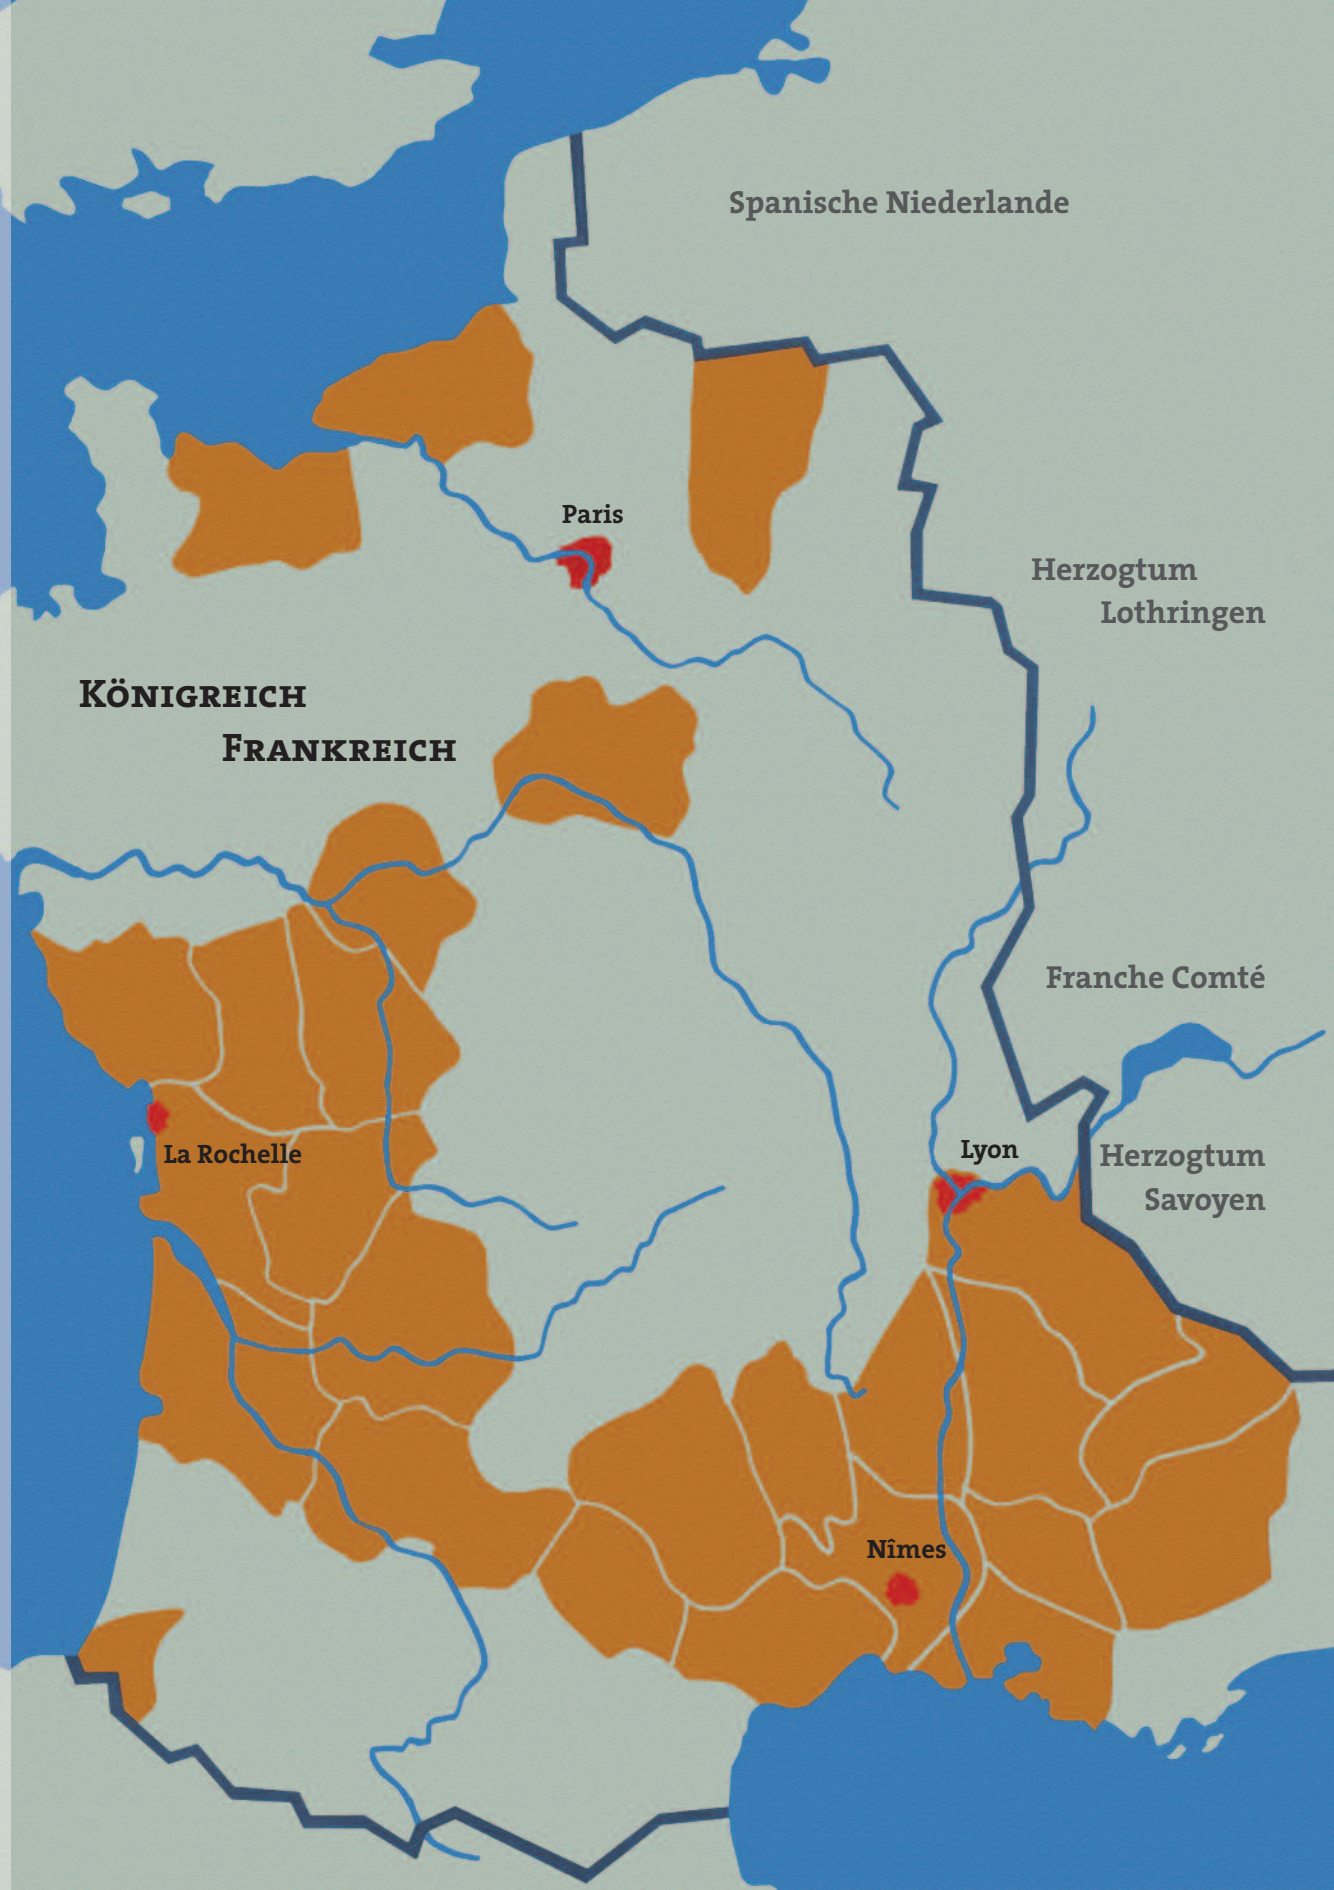 Spanische Niederlande
Paris
Herzogtum
Lothringen
Königreich
Frankreich
Franche Comté
La Rochelle
Lyon
Herzogtum
Savoyen
Nîmes